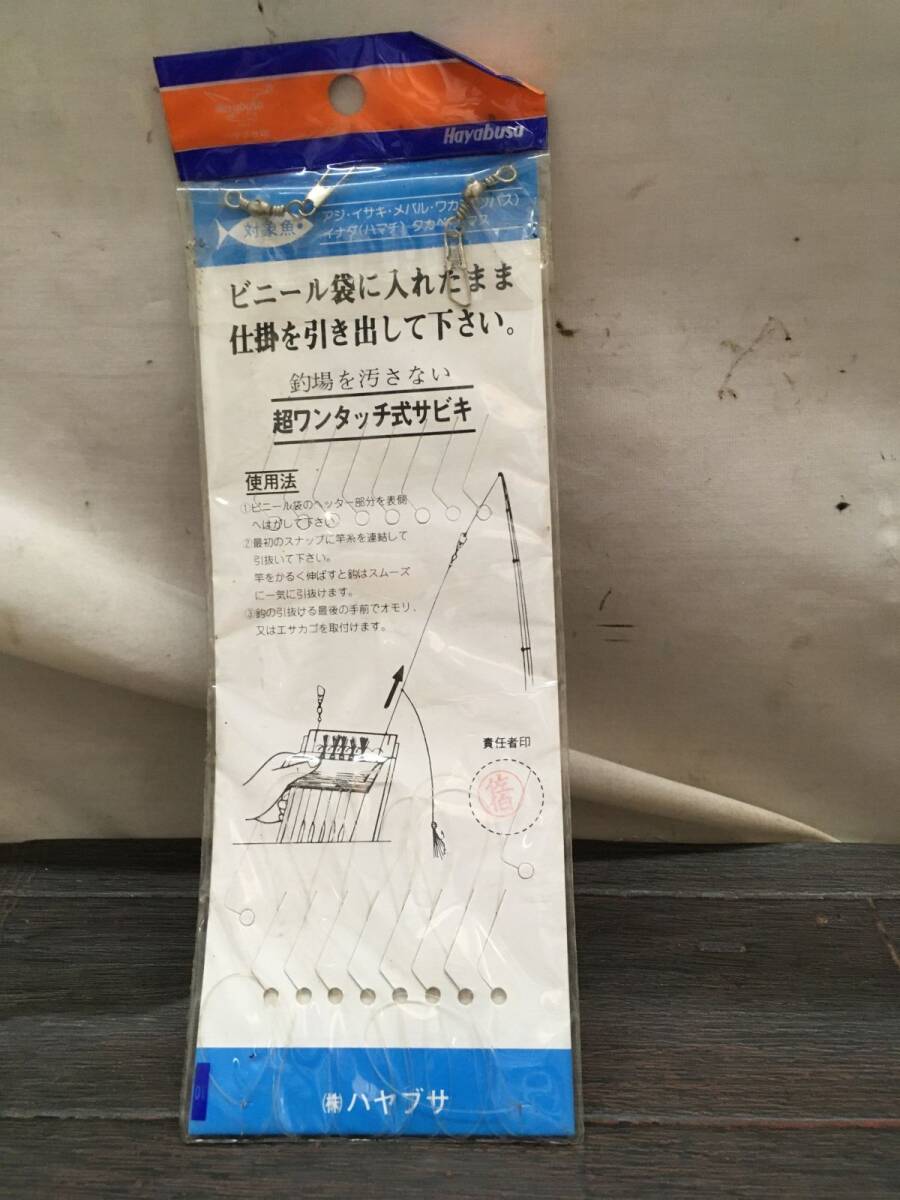 Hayabusa
Hayabusa
対象魚
アジ・イサキ・メバル・ワカシ(ツバス)
イナダ(ハマチ)タカベ マス
ビニール袋に入れたまま
仕掛を引き出して下さい。
釣場を汚さない
超ワンタッチ式サビキ
使用法
①ビニール袋のヘッター部分を表側
へはがして下さい
②最初のスナップに竿糸を連結して
引抜いて下さい。
竿をかるく伸ばすと鈎はスムーズ
に一気に引抜けます。
③鈎の引抜ける最後の手前でオモリ、
又はエサカゴを取付けます。
責任者印
㈱ハヤブサ